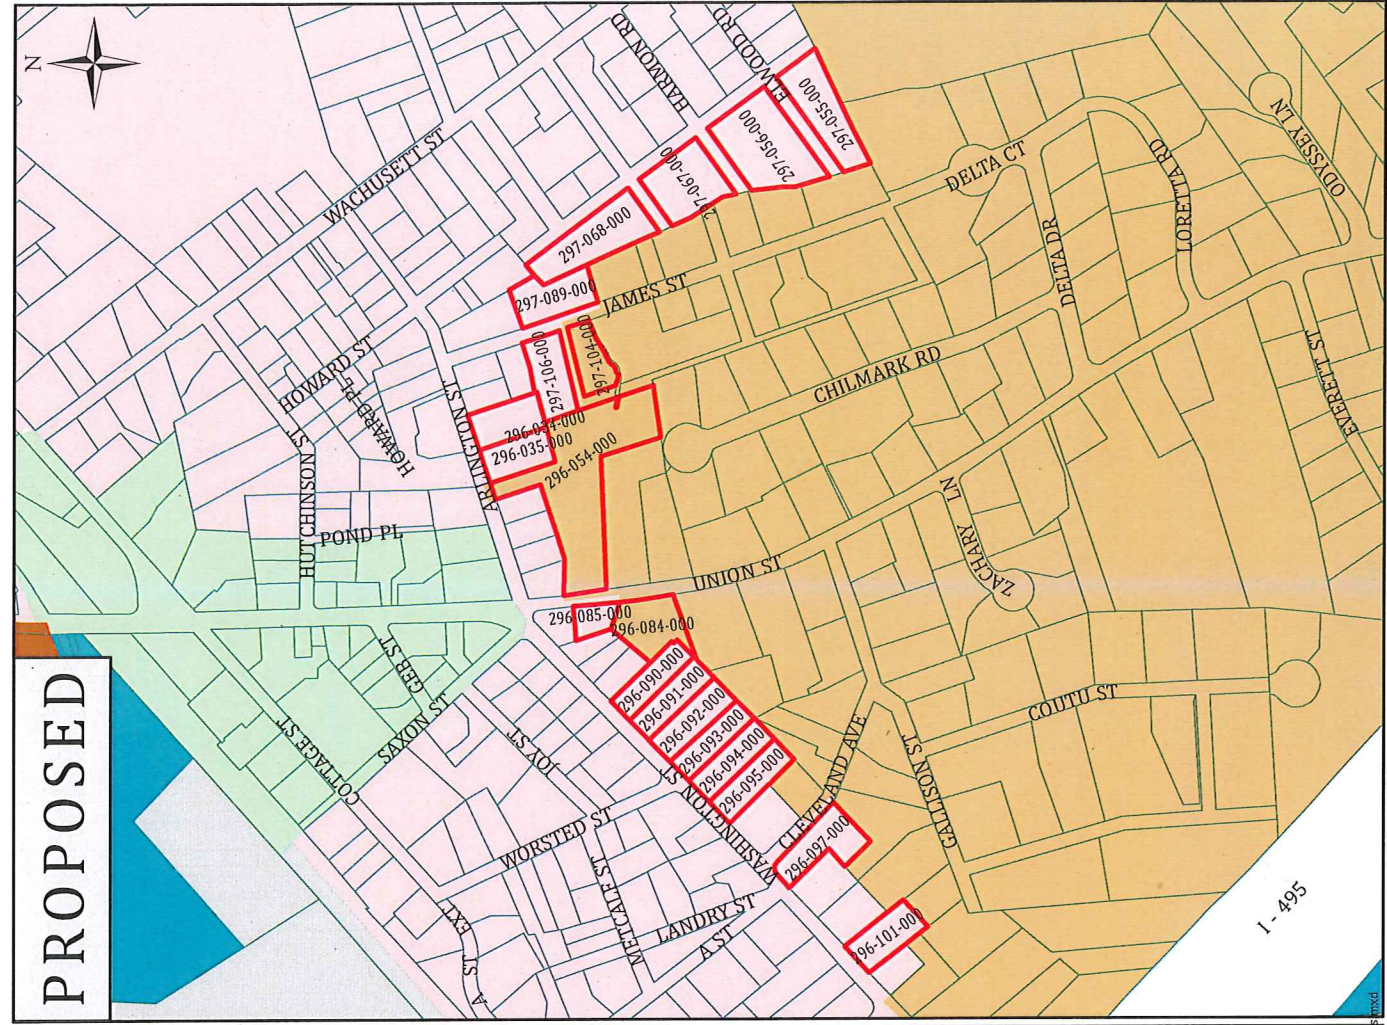 N
HARMON RD
ELWOOD RD
WACHUSETT ST
297-055-000
297-056-000
297-067-000
297-068-000
297-089-000
DELTA CT
ODYSSEY LN
LORETTA RD
DELTA DR
JAMES ST
297-104-000
297-106-000
HOWARD ST
HOWARD PL
ARLINGTON ST
296-034-000
296-035-000
296-054-000
CHILMARK RD
EVERETT ST
HUTCHINSON ST
POND PL
UNION ST
ZACHARY LN
296-085-000
296-084-000
GEB ST
SAXON ST
COTTAGE ST
JOY ST
296-090-000
296-091-000
296-092-000
296-093-000
296-094-000
296-095-000
COUTU ST
WASHINGTON ST
CLEVELAND AVE
GALLISON ST
296-097-000
WORSTED ST
METCALF ST
LANDRY ST
A ST
A ST EXT
296-101-000
I - 495
PROPOSED
s.mxd